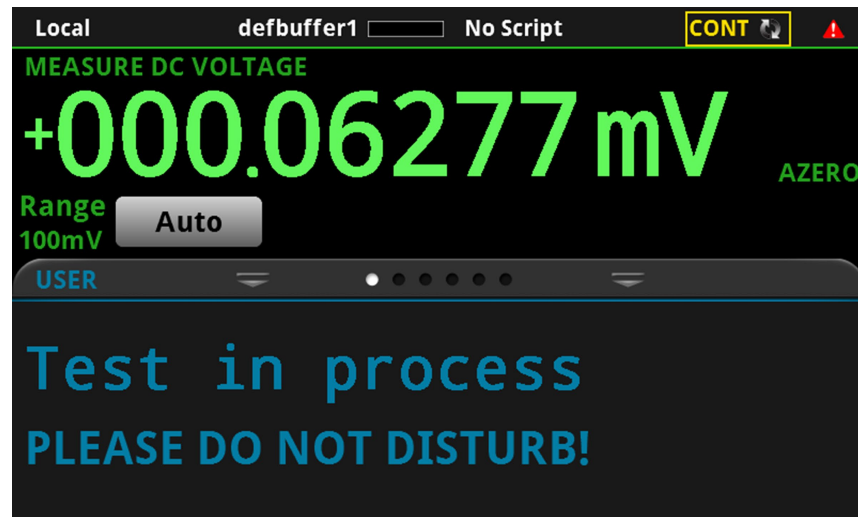 Local defbuffer1 No Script CONT
MEASURE DC VOLTAGE
+000.06277 mV
AZERO
Range
100mV
Auto
USER
Test in process
PLEASE DO NOT DISTURB!